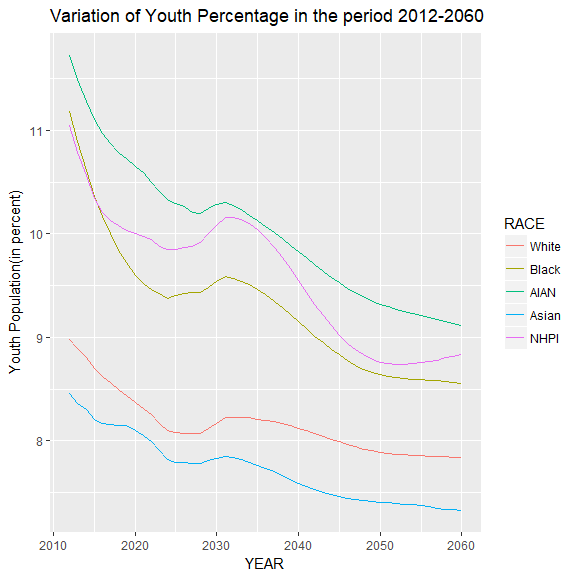 Variation of Youth Percentage in the period 2012-2060
Youth Population(in percent)
11
10
9
8
2010
2020
2030
2040
2050
2060
YEAR
RACE
White
Black
AIAN
Asian
NHPI